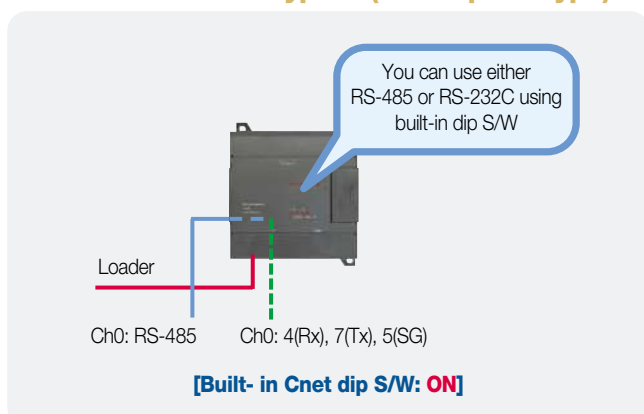 You can use either
RS-485 or RS-232C using
built-in dip S/W
Loader
Ch0: RS-485
Ch0: 4(Rx), 7(Tx), 5(SG)
[Built- in Cnet dip S/W: ON]